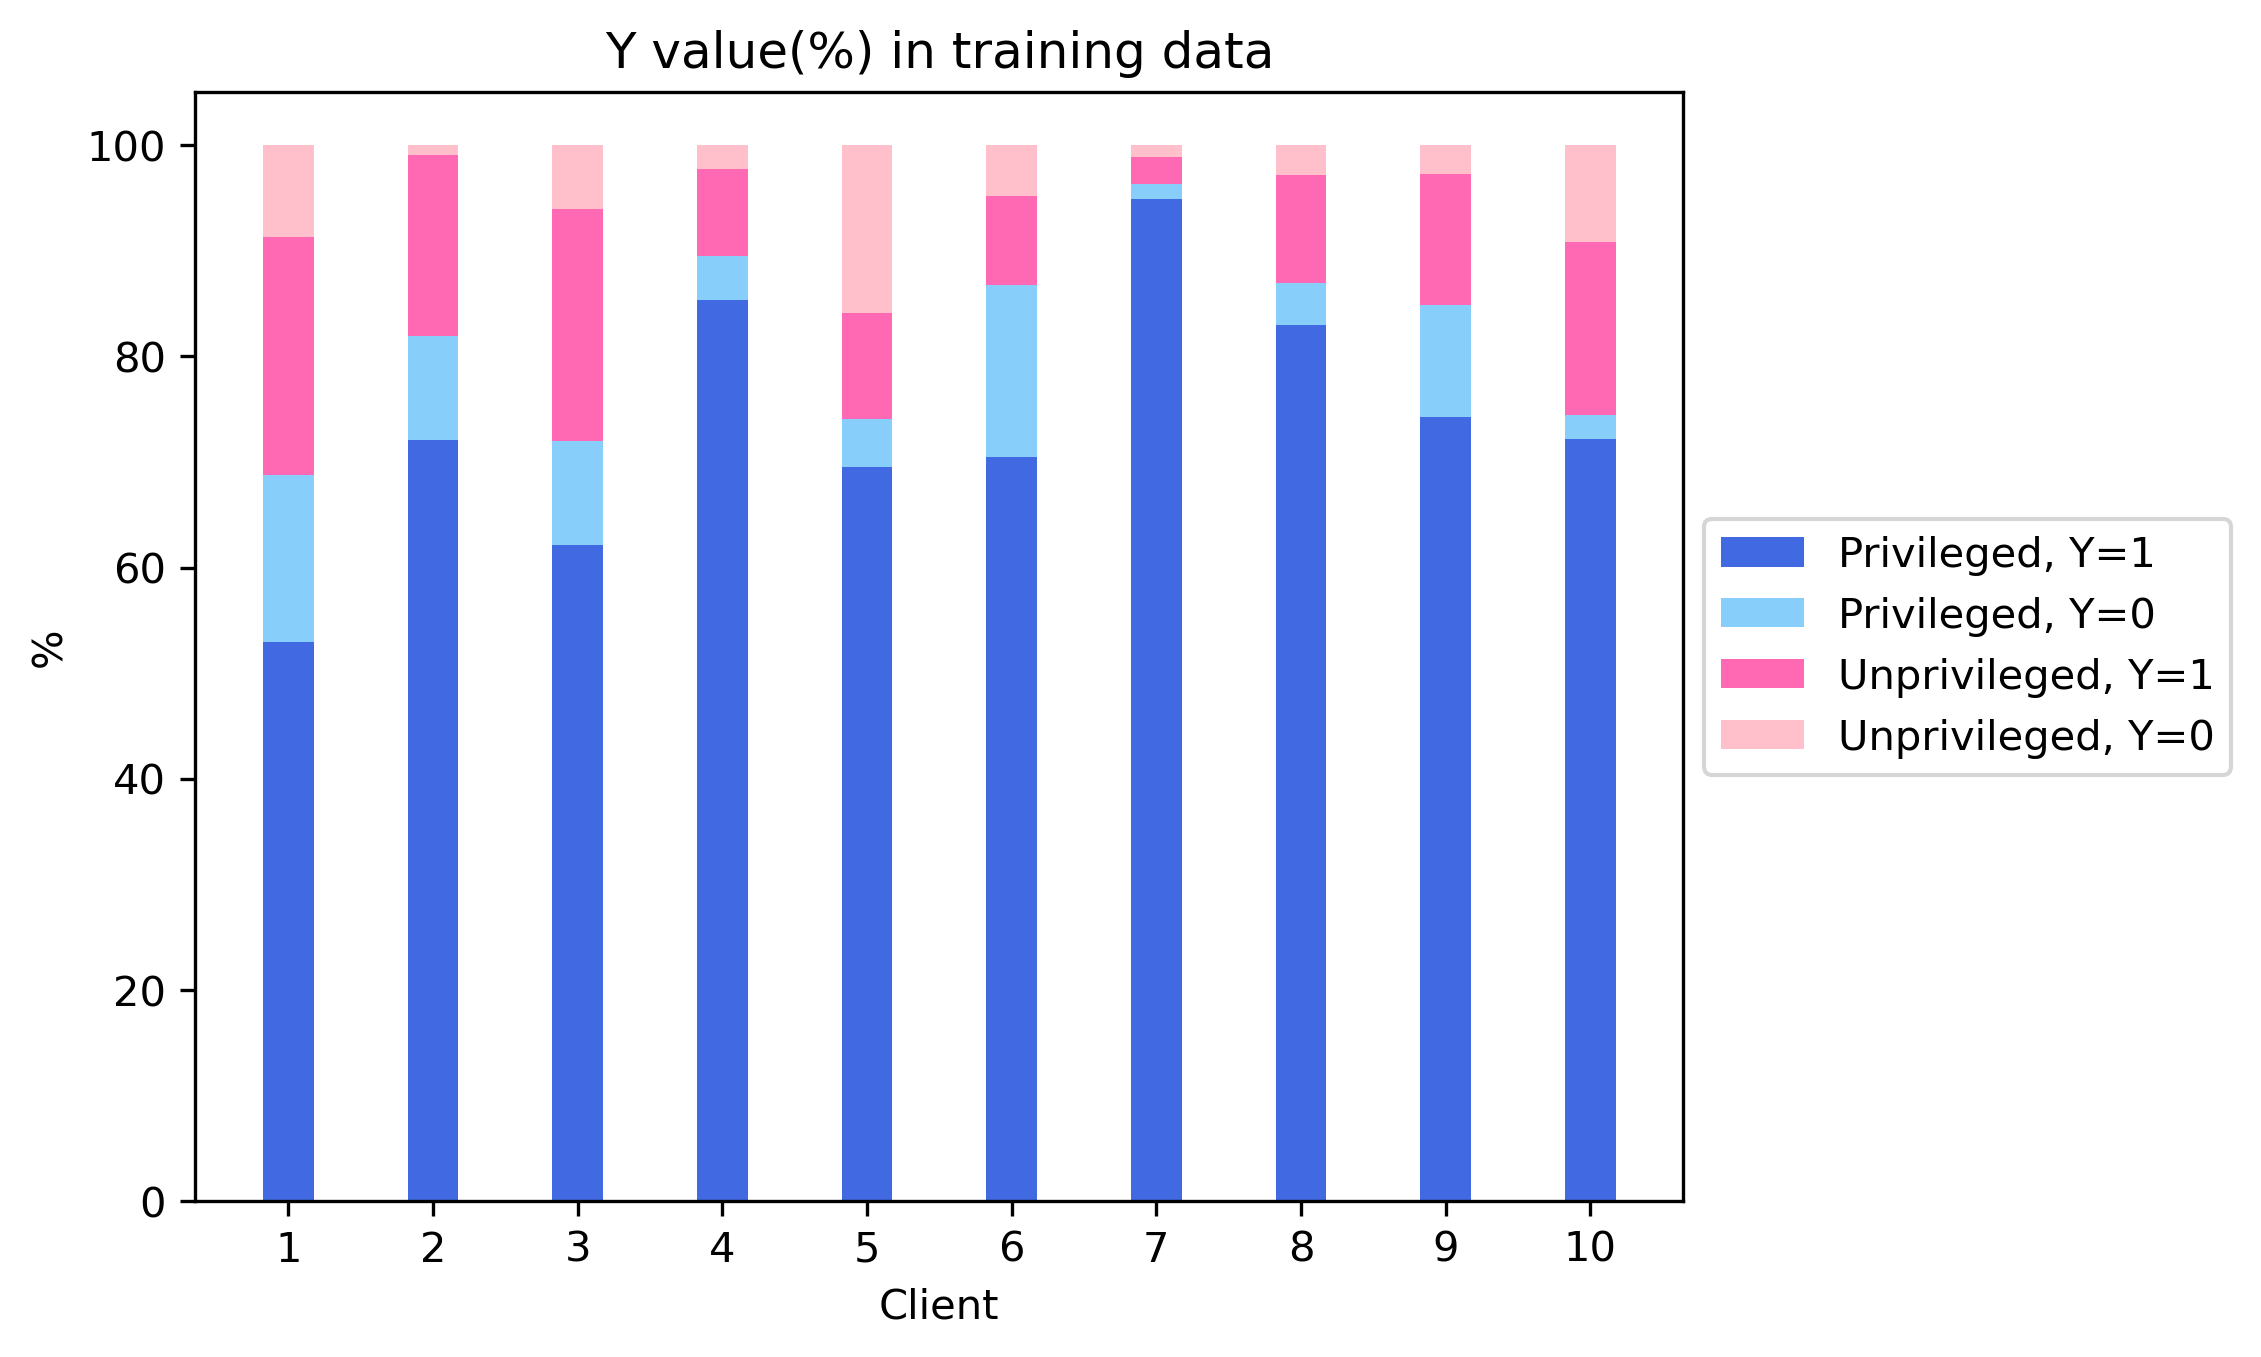 Y value(%) in training data
100
80
60
40
20
0
%
1 2 3 4 5 6 7 8 9 10
Client
Privileged, Y=1
Privileged, Y=0
Unprivileged, Y=1
Unprivileged, Y=0